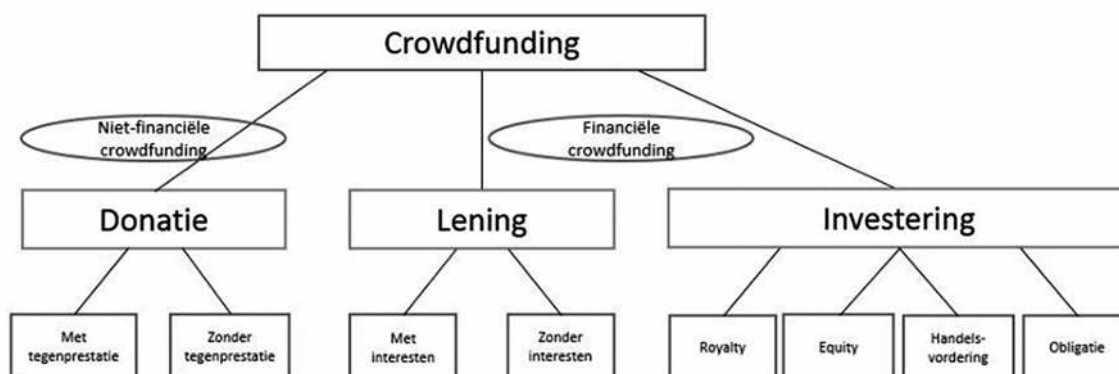 Crowdfunding
Niet-financiële
crowdfunding
Financiële
crowdfunding
Donatie
Lening
Investering
Met
tegenprestatie
Zonder
tegenprestatie
Met
interesten
Zonder
interesten
Royalty
Equity
Handels-
vordering
Obligatie